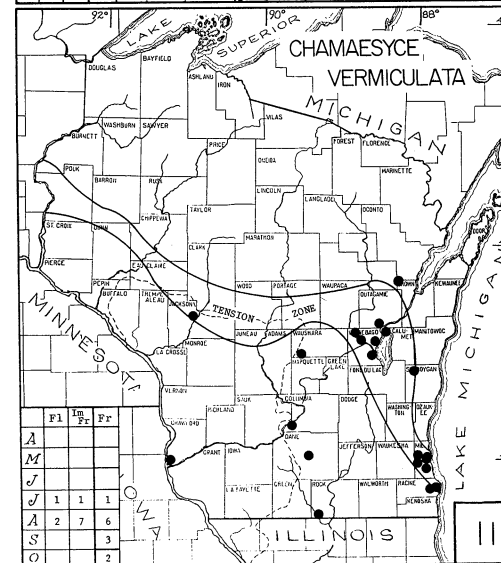 92° 90° 88°
LAKE SUPERIOR
CHAMAESYCE
VERMICULATA
MICHIGAN
DOUGLAS BAYFIELD
ASHLAND IRON
VILAS
BURNETT WASHBURN SAWYER
PRICE ONEIDA FOREST FLORENCE
MARINETTE
POLK BARRON RUSK
LINCOLN LANGLADE
OCONTO
TAYLOR
ST. CROIX DUNN CHIPPEWA
CLARK MARATHON
DOOR
PIERCE EAU CLAIRE
PEPIN
BUFFALO TREMPEALEAU JACKSON
WOOD PORTAGE WAUPACA
OUTAGAMIE BROWN KEWAUNEE
TENSION ZONE
MINNESOTA
MONROE JUNEAU ADAMS WAUSHARA
CALUMET MANITOWOC
LA CROSSE
MARQUETTE GREEN LAKE
FOND DU LAC
VERNON
SAUK COLUMBIA DODGE
RICHLAND
WASHINGTON OZAUKEE
CRAWFORD
DANE
JEFFERSON WAUKESHA
GRANT IOWA
LAFAYETTE GREEN ROCK WALWORTH RACINE
KENOSHA
LAKE MICHIGAN
IOWA
ILLINOIS
Fl Im Fr Fr
A
M
J
J 1 1 1
A 2 7 6
S 3
O 2
11